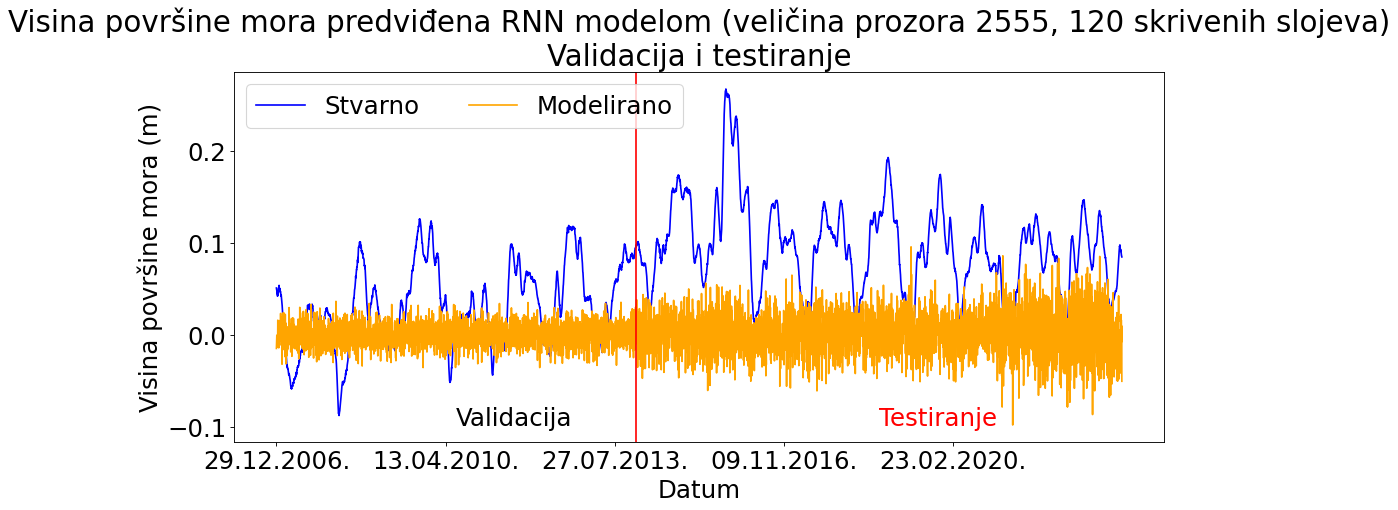 Visina površine mora predviđena RNN modelom (veličina prozora 2555, 120 skrivenih slojeva)
Validacija i testiranje
Stvarno
Modelirano
Visina površine mora (m)
0.2
0.1
0.0
−0.1
Validacija
Testiranje
29.12.2006.
13.04.2010.
27.07.2013.
09.11.2016.
23.02.2020.
Datum